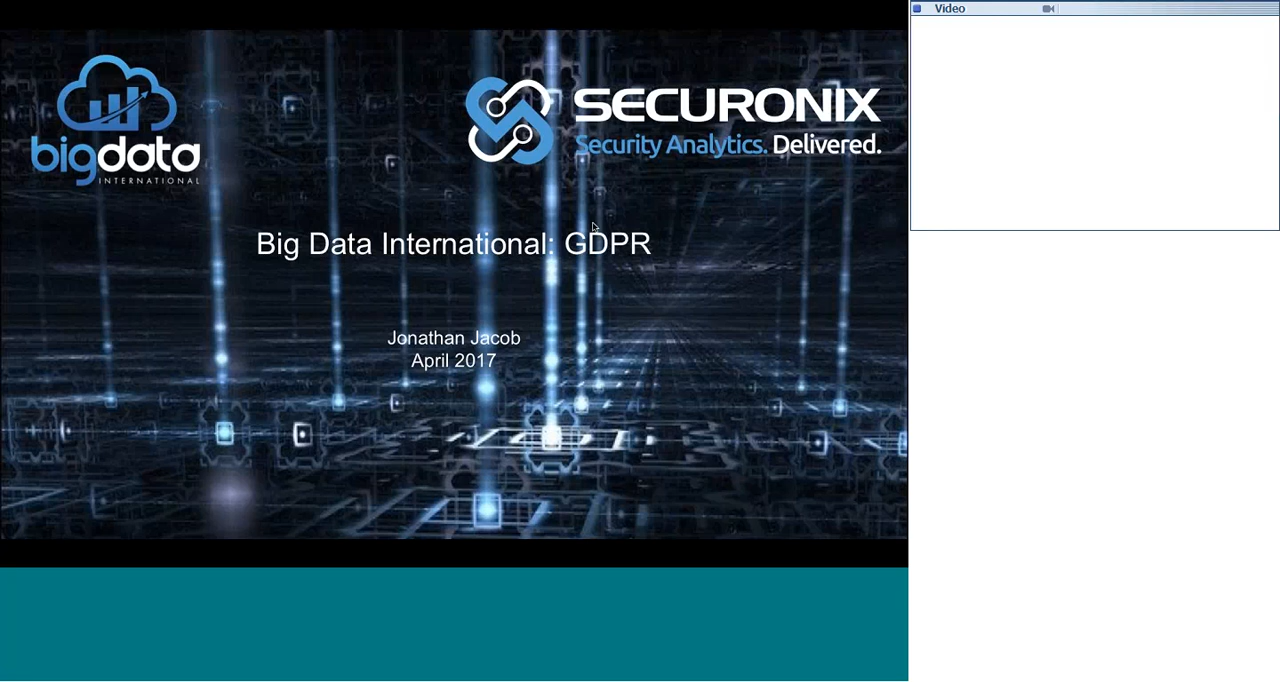 Video
bigdata
INTERNATIONAL
SECURONIX
Security Analytics. Delivered.
Big Data International: GDPR
Jonathan Jacob
April 2017